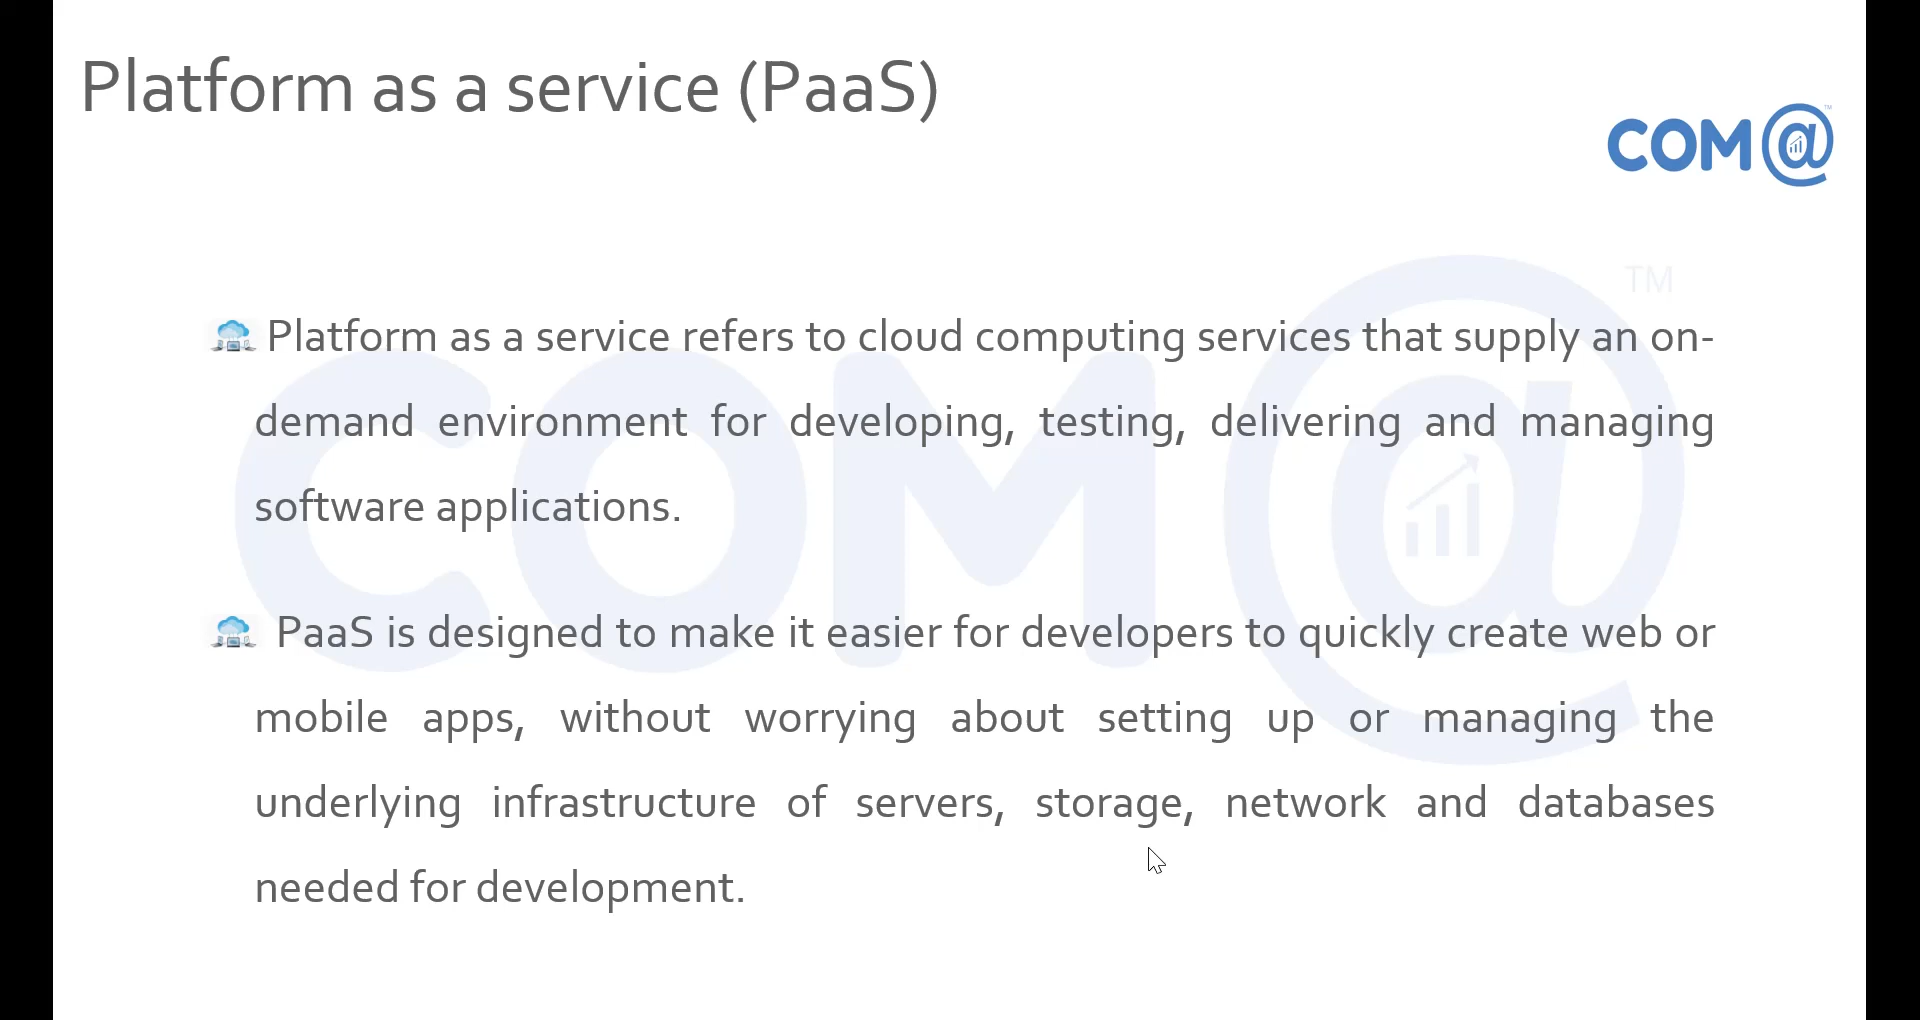 Platform as a service (PaaS)
COM@
TM
TM
Platform as a service refers to cloud computing services that supply an on-
demand environment for developing, testing, delivering and managing
software applications.
COM@
PaaS is designed to make it easier for developers to quickly create web or
mobile apps, without worrying about setting up or managing the
underlying infrastructure of servers, storage, network and databases
needed for development.